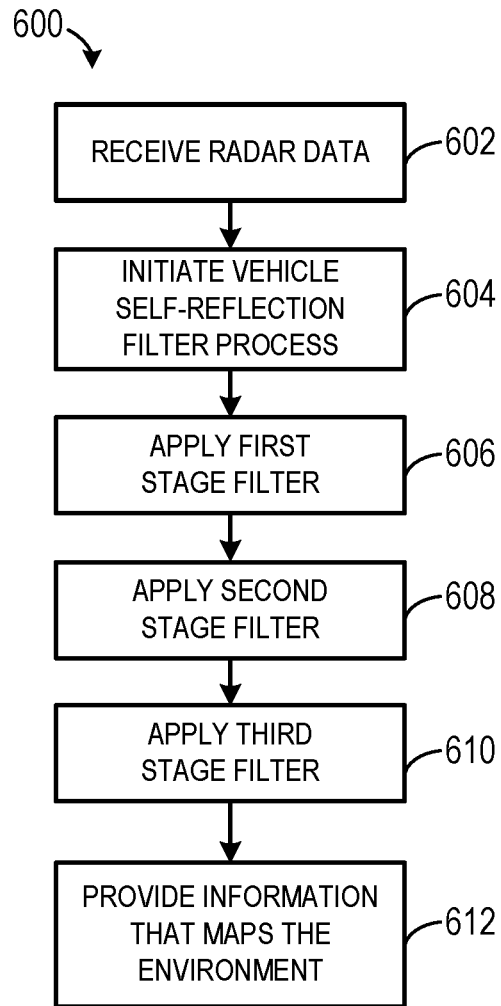 600
RECEIVE RADAR DATA
602
INITIATE VEHICLE
SELF-REFLECTION
FILTER PROCESS
604
APPLY FIRST
STAGE FILTER
606
APPLY SECOND
STAGE FILTER
608
APPLY THIRD
STAGE FILTER
610
PROVIDE INFORMATION
THAT MAPS THE
ENVIRONMENT
612